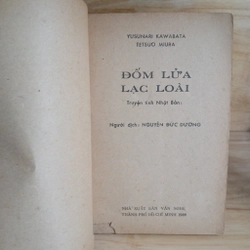 YUSUNARI KAWABATA
TETSUO MIURA
ĐỐM LỬA
LẠC LOÀI
Truyện tình Nhật Bản
Người dịch: NGUYỄN ĐỨC DƯƠNG
NHÀ XUẤT BẢN VĂN NGHỆ
THÀNH PHỐ HỒ CHÍ MINH